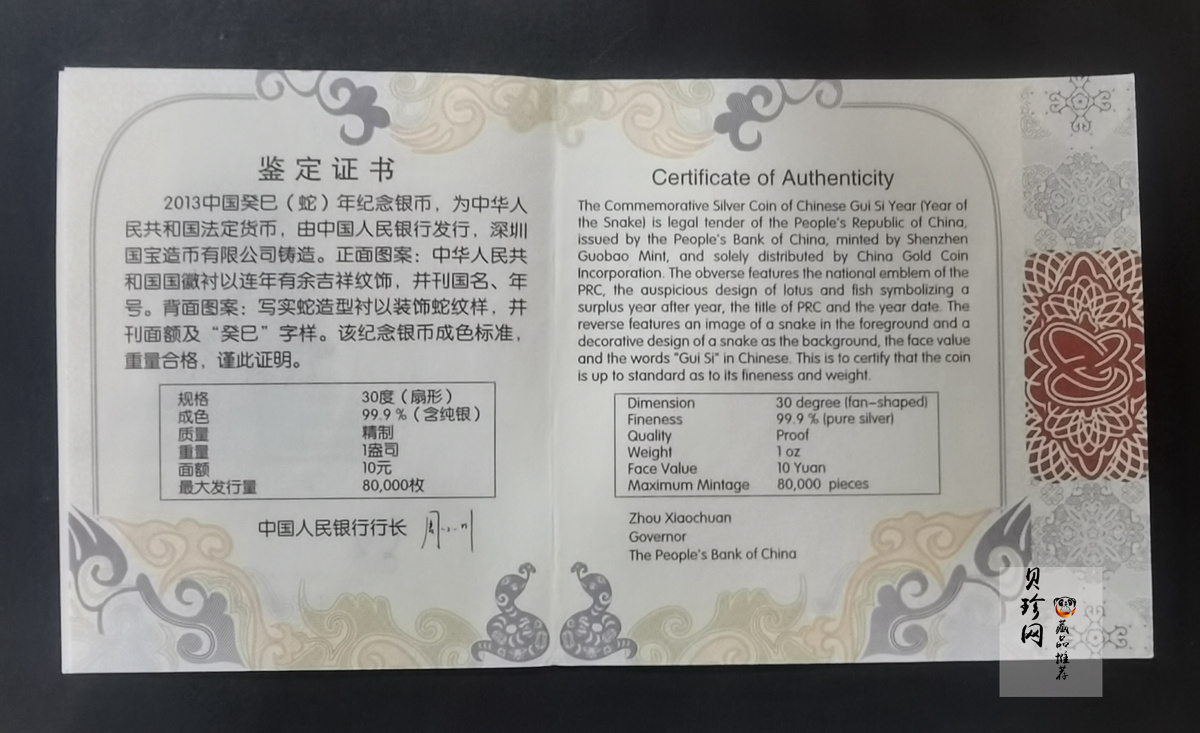 鉴定证书
2013中国癸巳（蛇）年纪念银币，为中华人
民共和国法定货币，由中国人民银行发行，深圳
国宝造币有限公司铸造。正面图案：中华人民共
和国国徽衬以连年有余吉祥纹饰，并刊国名、年
号。背面图案：写实蛇造型衬以装饰蛇纹样，并
刊面额及“癸巳”字样。该纪念银币成色标准，
重量合格，谨此证明。
规格 30度（扇形）
成色 99.9％（含纯银）
质量 精制
重量 1盎司
面额 10元
最大发行量 80,000枚
中国人民银行行长
Certificate of Authenticity
The Commemorative Silver Coin of Chinese Gui Si Year (Year of
the Snake) is legal tender of the People's Republic of China,
issued by the People's Bank of China, minted by Shenzhen
Guobao Mint, and solely distributed by China Gold Coin
Incorporation. The obverse features the national emblem of the
PRC, the auspicious design of lotus and fish symbolizing a
surplus year after year, the title of PRC and the year date. The
reverse features an image of a snake in the foreground and a
decorative design of a snake as the background, the face value
and the words "Gui Si" in Chinese. This is to certify that the coin
is up to standard as to its fineness and weight.
Dimension 30 degree (fan-shaped)
Fineness 99.9 % (pure silver)
Quality Proof
Weight 1 oz
Face Value 10 Yuan
Maximum Mintage 80,000 pieces
Zhou Xiaochuan
Governor
The People's Bank of China
贝珍网
藏品推荐